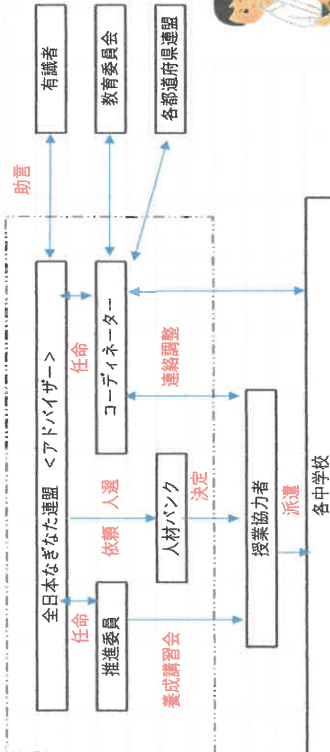 全日本なぎなた連盟 <アドバイザー>
助言
有識者
任命
任命
依頼 人選
推進委員
コーディネーター
教育委員会
各都道府県連盟
人材バンク
養成講習会
決定
連絡調整
授業協力者
派遣
各中学校